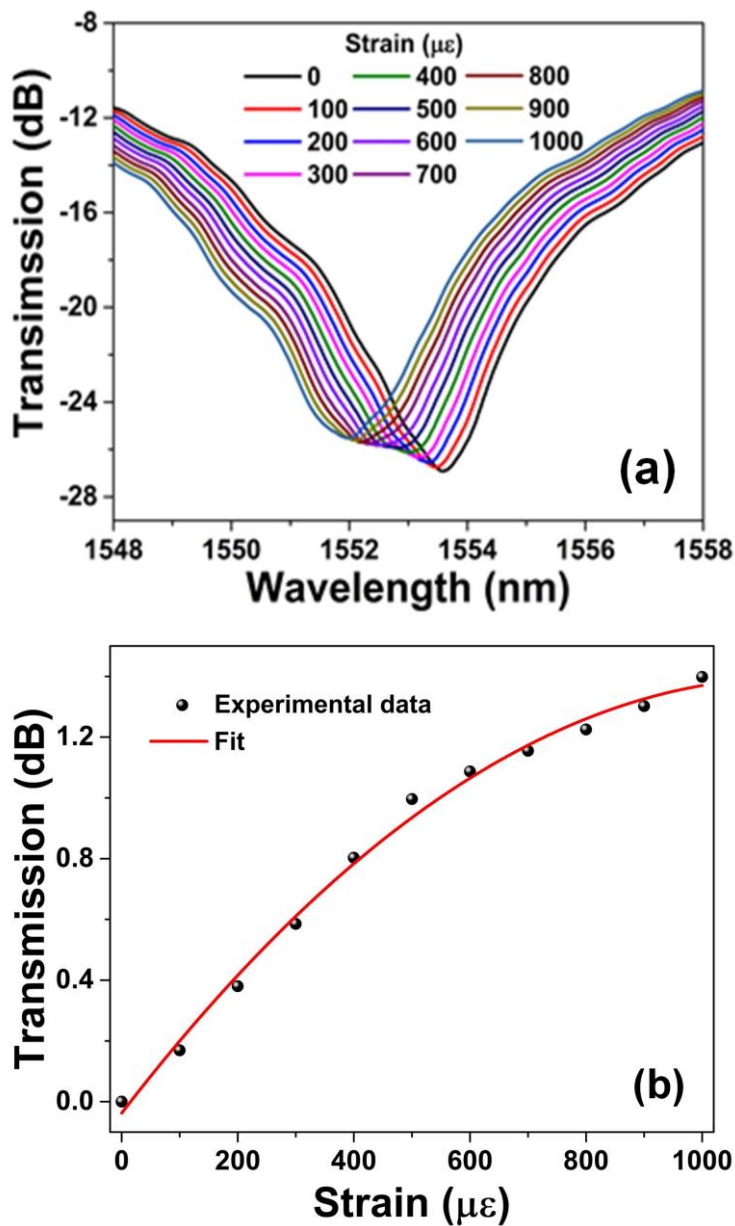 -8
Strain (με)
0 400 800
-12
100 500 900
200 600 1000
300 700
-16
-20
-24
-28
(a)
Transimssion (dB)
1548 1550 1552 1554 1556 1558
Wavelength (nm)
Experimental data
Fit
1.2
0.8
0.4
0.0
(b)
Transmission (dB)
0 200 400 600 800 1000
Strain (με)